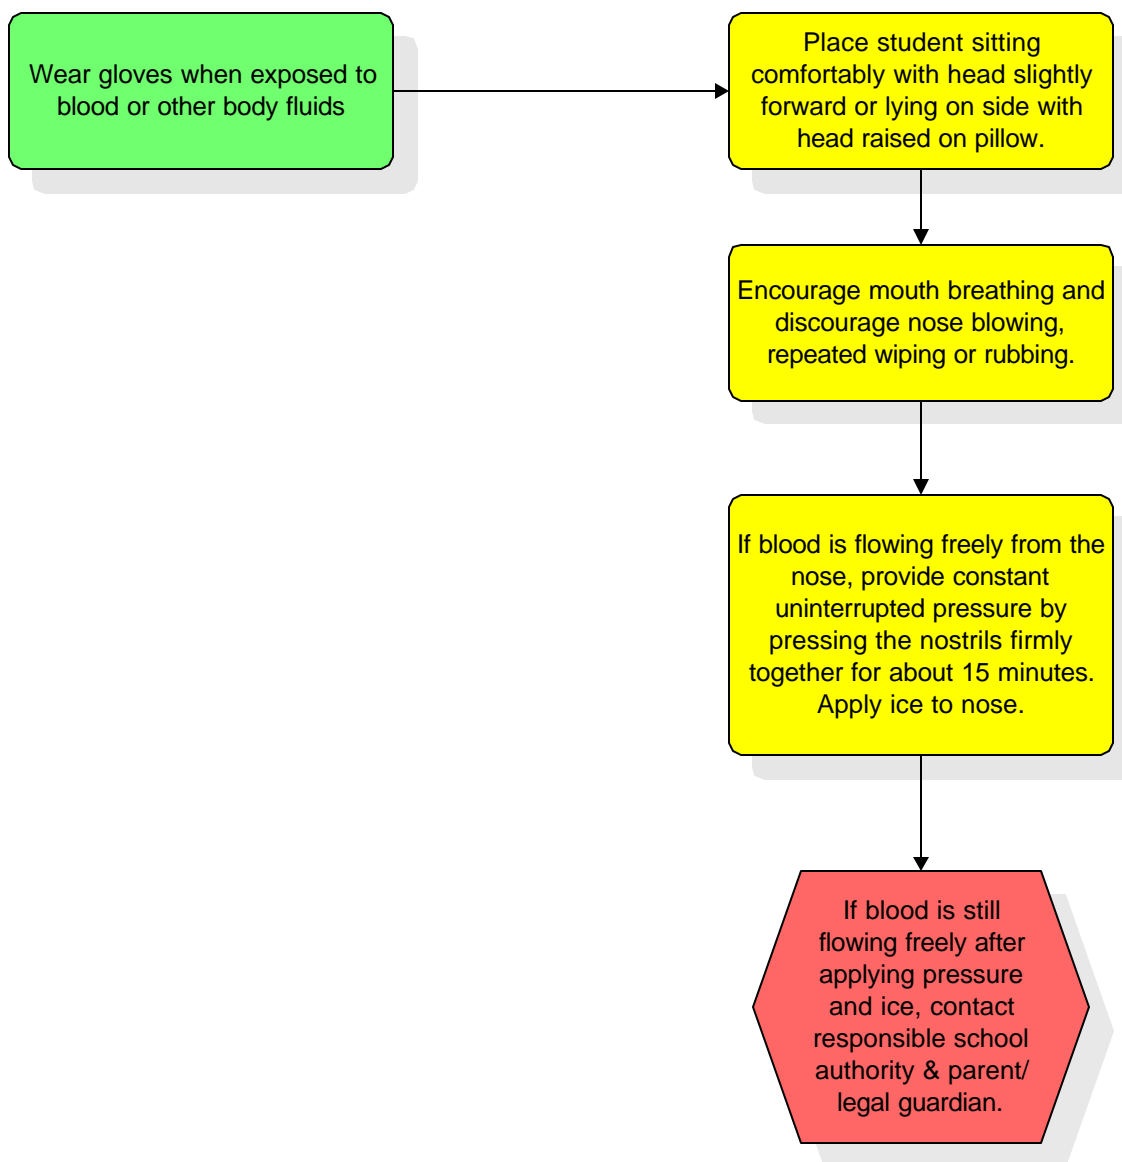 Wear gloves when exposed to
blood or other body fluids
Place student sitting
comfortably with head slightly
forward or lying on side with
head raised on pillow.
Encourage mouth breathing and
discourage nose blowing,
repeated wiping or rubbing.
If blood is flowing freely from the
nose, provide constant
uninterrupted pressure by
pressing the nostrils firmly
together for about 15 minutes.
Apply ice to nose.
If blood is still
flowing freely after
applying pressure
and ice, contact
responsible school
authority & parent/
legal guardian.